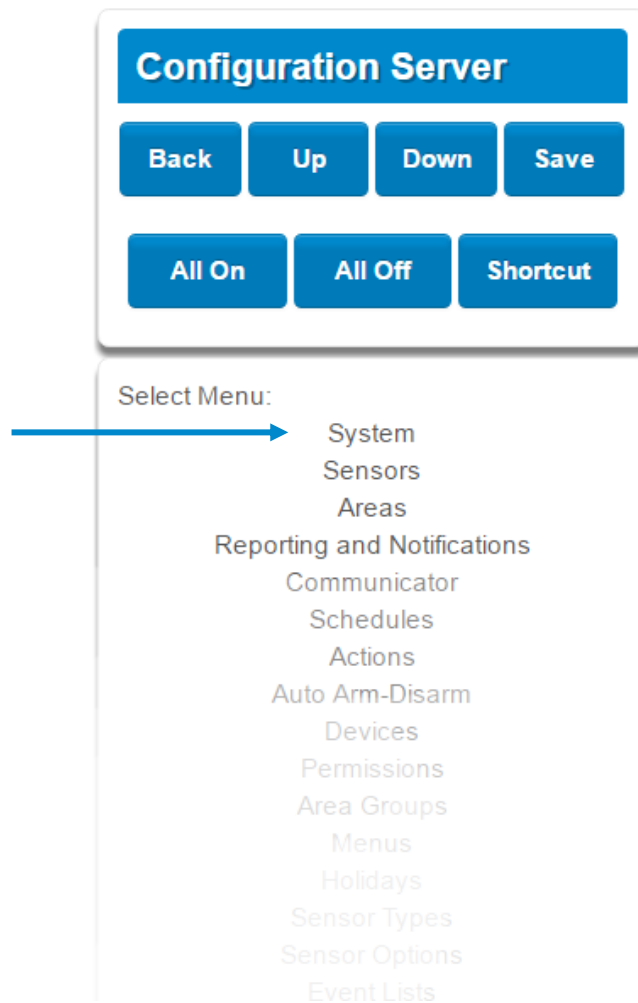 Configuration Server
Back Up Down Save
All On All Off Shortcut
Select Menu:
System
Sensors
Areas
Reporting and Notifications
Communicator
Schedules
Actions
Auto Arm-Disarm
Devices
Permissions
Area Groups
Menus
Holidays
Sensor Types
Sensor Options
Event Lists